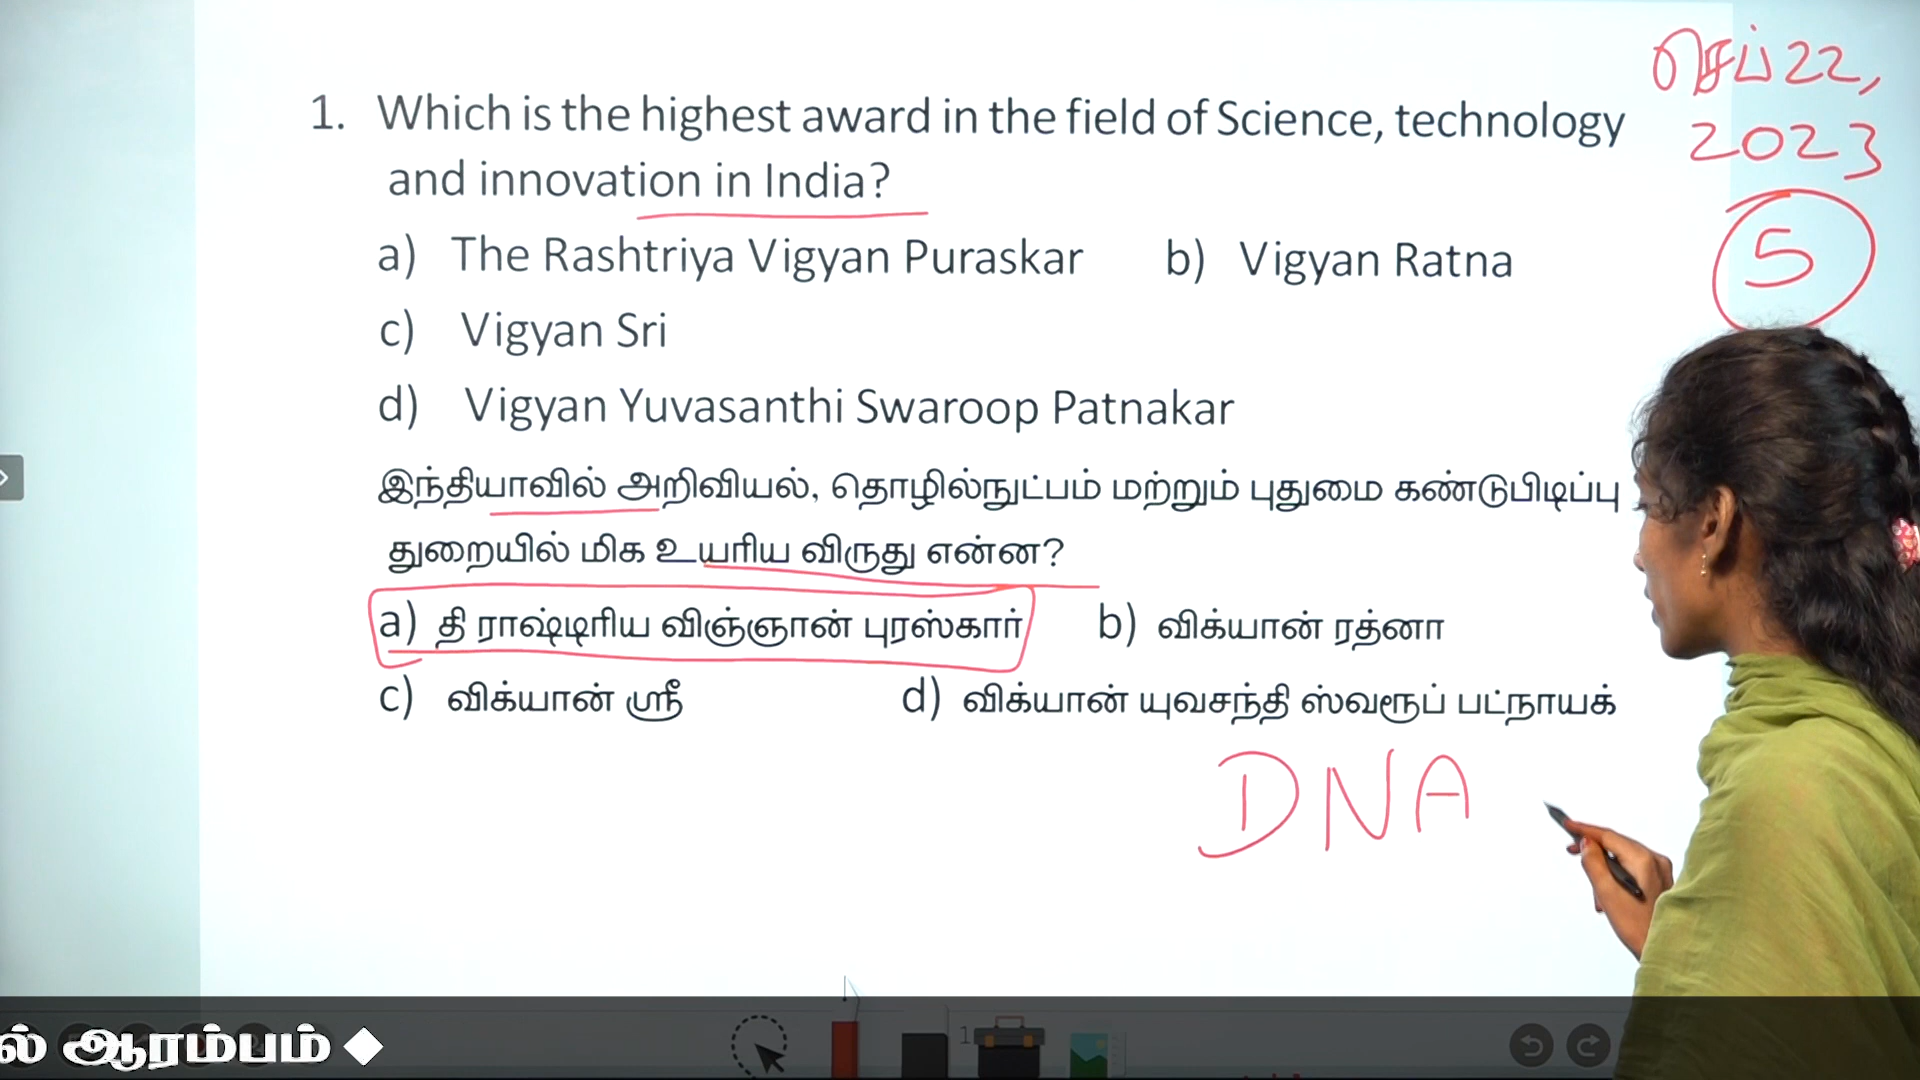 செப் 22,
2023
5
1. Which is the highest award in the field of Science, technology
and innovation in India?
a) The Rashtriya Vigyan Puraskar b) Vigyan Ratna
c) Vigyan Sri
d) Vigyan Yuvasanthi Swaroop Patnakar
இந்தியாவில் அறிவியல், தொழில்நுட்பம் மற்றும் புதுமை கண்டுபிடிப்பு
துறையில் மிக உயரிய விருது என்ன?
a) தி ராஷ்டிரிய விஞ்ஞான் புரஸ்கார் b) விக்யான் ரத்னா
c) விக்யான் ஸ்ரீ d) விக்யான் யுவசந்தி ஸ்வரூப் பட்நாயக்
DNA
ல் ஆரம்பம் ◆
1